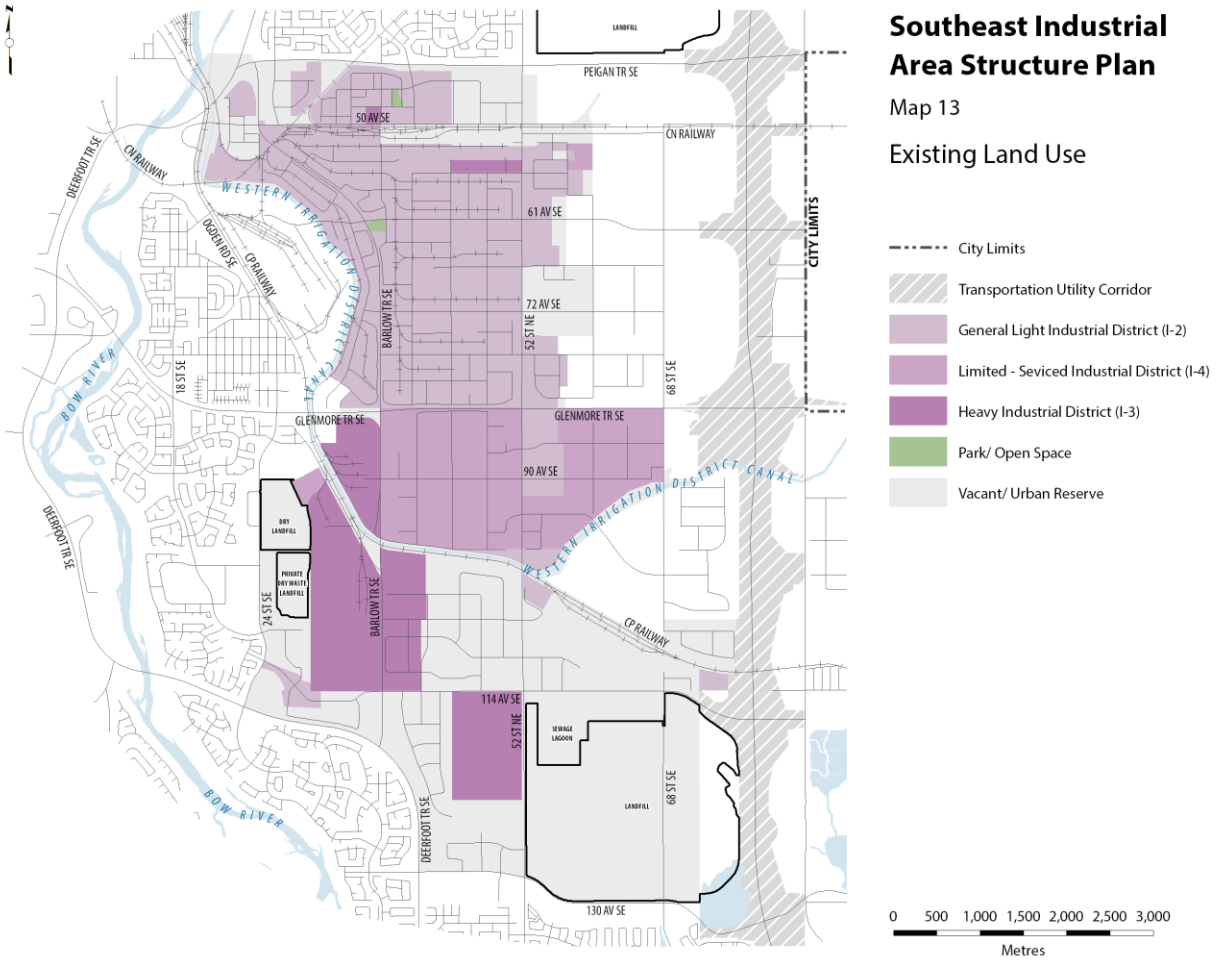 Southeast Industrial
Area Structure Plan
Map 13
Existing Land Use
City Limits
Transportation Utility Corridor
General Light Industrial District (I-2)
Limited - Seviced Industrial District (I-4)
Heavy Industrial District (I-3)
Park/ Open Space
Vacant/ Urban Reserve
0 500 1,000 1,500 2,000 2,500 3,000
Metres
N
LANDFILL
PEIGAN TR SE
50 AV SE
CN RAILWAY
CN RAILWAY
DEERFOOT TR SE
WESTERN IRRIGATION DISTRICT CANAL
61 AV SE
OGDEN RD SE
CP RAILWAY
CITY LIMITS
72 AV SE
BARLOW TR SE
52 ST NE
18 ST SE
68 ST SE
BOW RIVER
GLENMORE TR SE
GLENMORE TR SE
90 AV SE
WESTERN IRRIGATION DISTRICT CANAL
DEERFOOT TR SE
DRY
LANDFILL
PRIVATE
DRY WASTE
LANDFILL
24 ST SE
BARLOW TR SE
CP RAILWAY
114 AV SE
52 ST NE
SEWAGE
LAGOON
68 ST SE
LANDFILL
BOW RIVER
DEERFOOT TR SE
130 AV SE